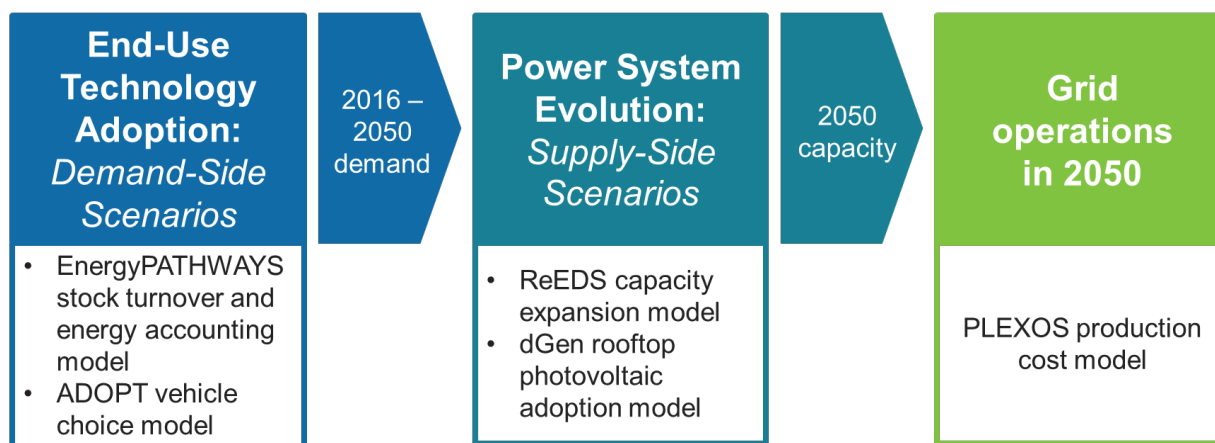 End-Use
Technology
Adoption:
Demand-Side
Scenarios
• EnergyPATHWAYS
stock turnover and
energy accounting
model
• ADOPT vehicle
choice model
2016 –
2050
demand
Power System
Evolution:
Supply-Side
Scenarios
• ReEDS capacity
expansion model
• dGen rooftop
photovoltaic
adoption model
2050
capacity
Grid
operations
in 2050
PLEXOS production
cost model